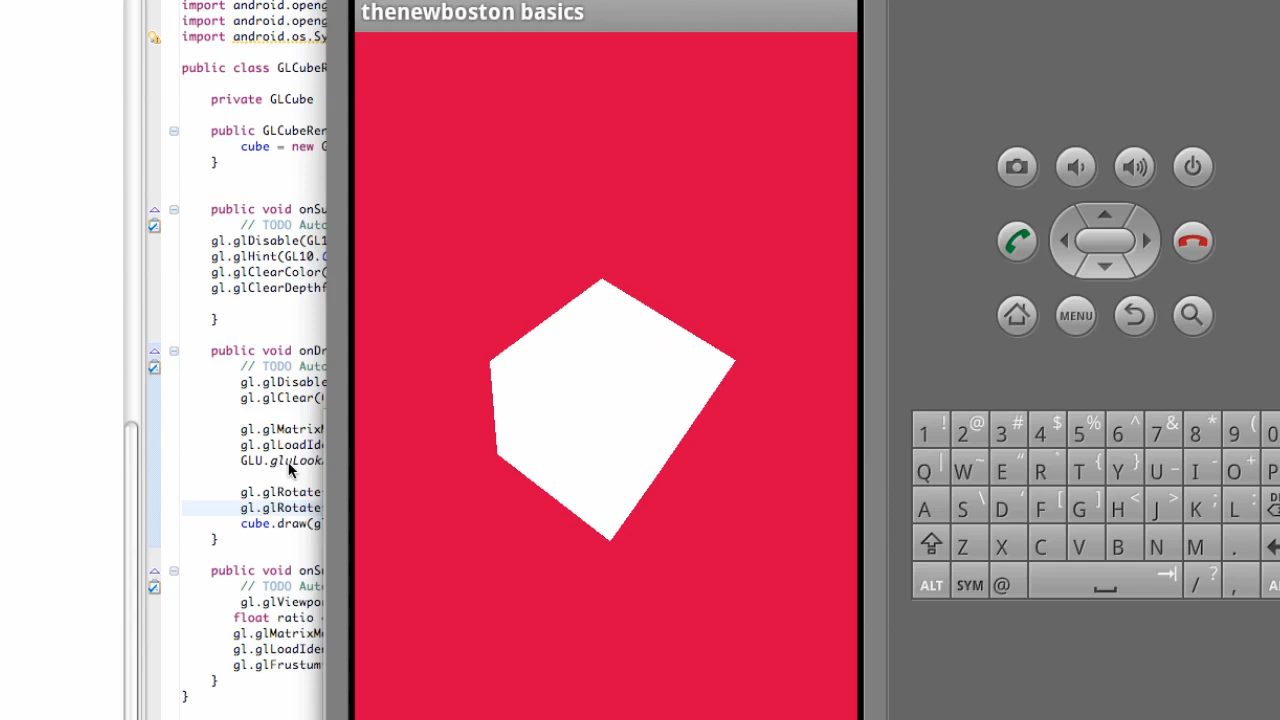 import android.openg
import android.openg
import android.os.Sy
public class GLCubeR
private GLCube
public GLCubeRer
cube = new G
}
public void onSu
// TODO Auto
gl.glDisable(GL1
gl.glHint(GL10.G
gl.glClearColor(
gl.glClearDepthf
}
public void onDr
// TODO Auto
gl.glDisable
gl.glClear(
gl.glMatrixM
gl.glLoadIde
GLU.gluLook
gl.glRotate
gl.glRotate
cube.draw(g
}
public void onSu
// TODO Auto
gl.glViewpor
float ratio
gl.glMatrixMo
gl.glLoadIden
gl.glFrustum
}
}
thenewboston basics
MENU
1 ! 2 @ 3 # 4 $ 5 % 6 ^ 7 & 8 * 9 ( 0
Q W ~ E " R ` T { Y } U _ I - O + P
A S \ D ' F [ G ] H < J > K ; L :
Z X C V B N M .
ALT SYM @ / ? ,